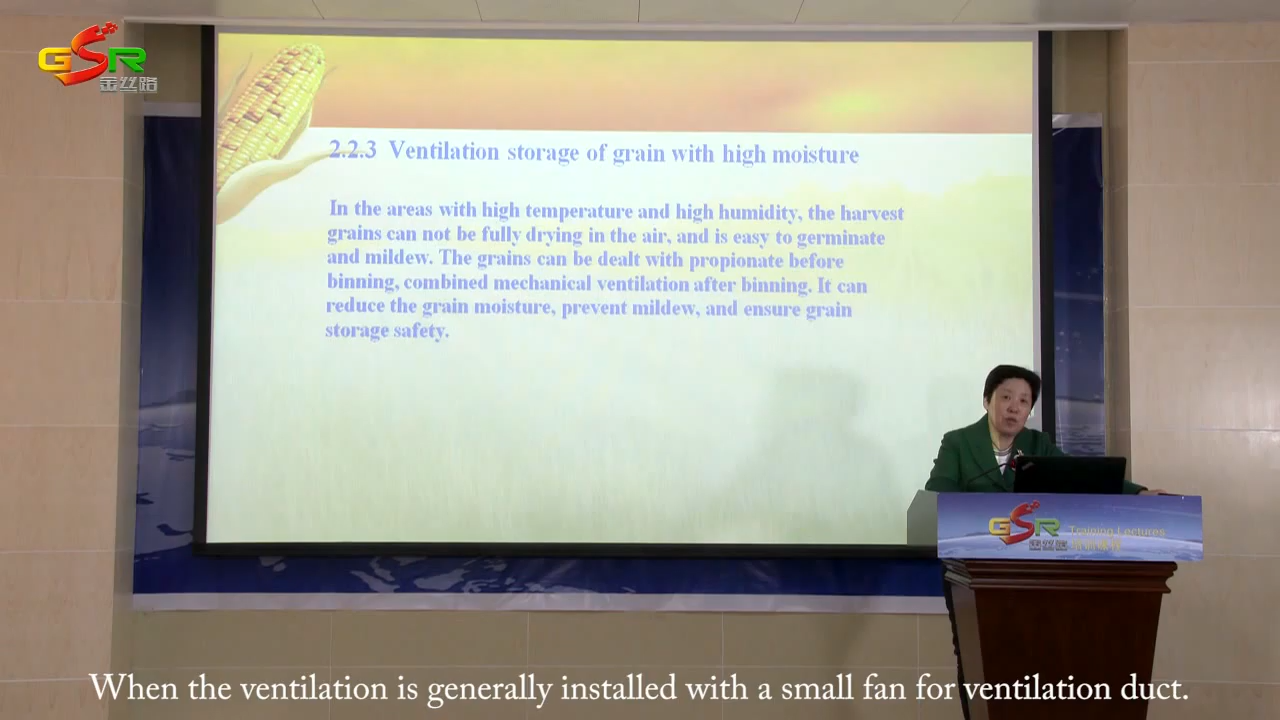 GSR
金丝路
2.2.3 Ventilation storage of grain with high moisture
In the areas with high temperature and high humidity, the harvest
grains can not be fully drying in the air, and is easy to germinate
and mildew. The grains can be dealt with propionate before
binning, combined mechanical ventilation after binning. It can
reduce the grain moisture, prevent mildew, and ensure grain
storage safety.
GSR
Training Lectures
金丝路
When the ventilation is generally installed with a small fan for ventilation duct.